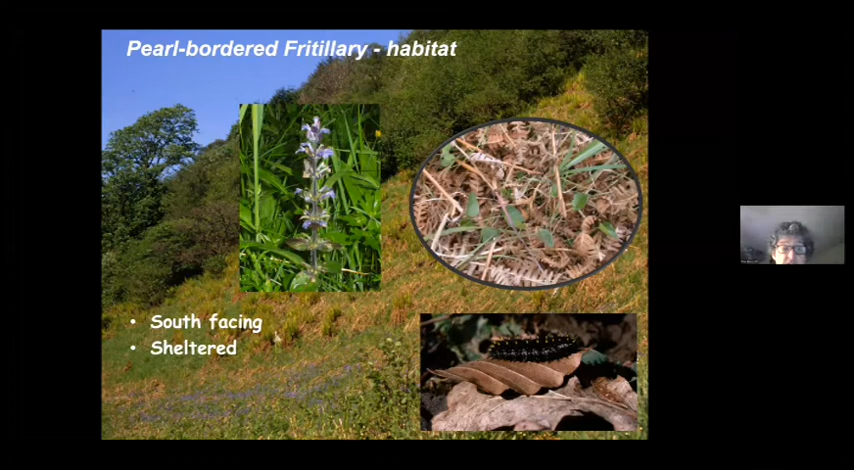 Pearl-bordered Fritillary - habitat
• South facing
• Sheltered